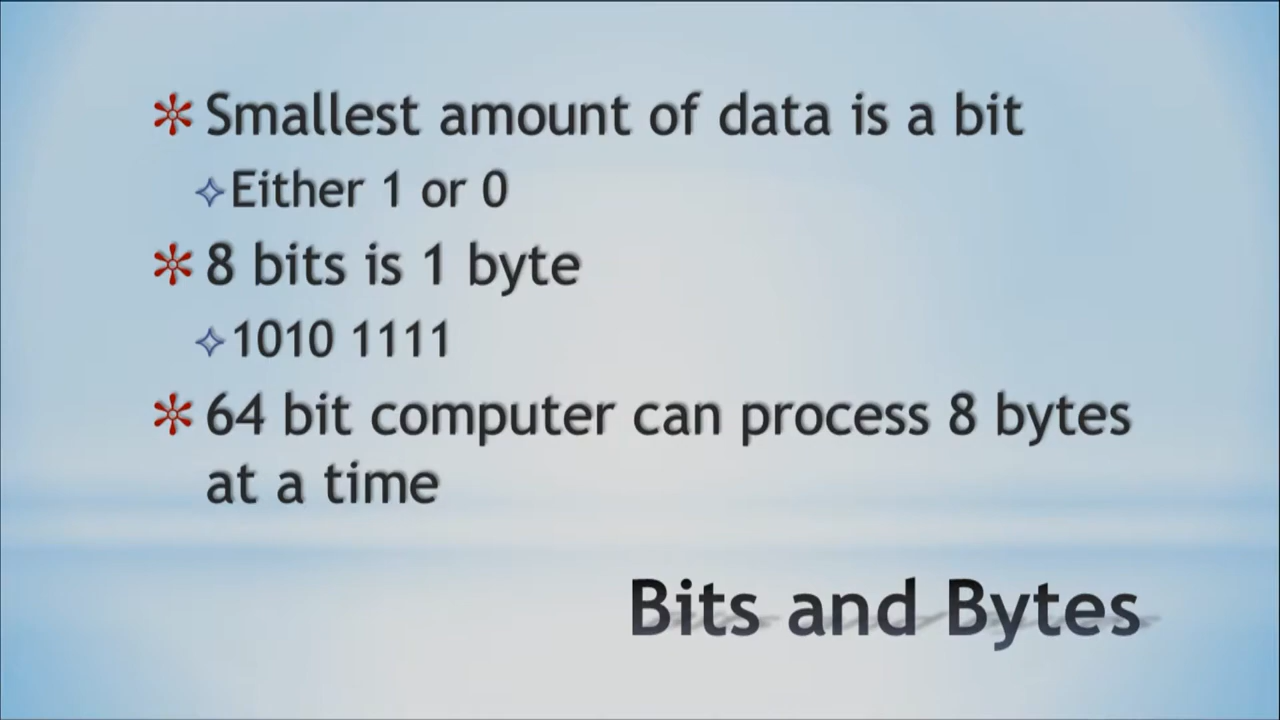 Smallest amount of data is a bit
Either 1 or 0
8 bits is 1 byte
1010 1111
64 bit computer can process 8 bytes
at a time
Bits and Bytes